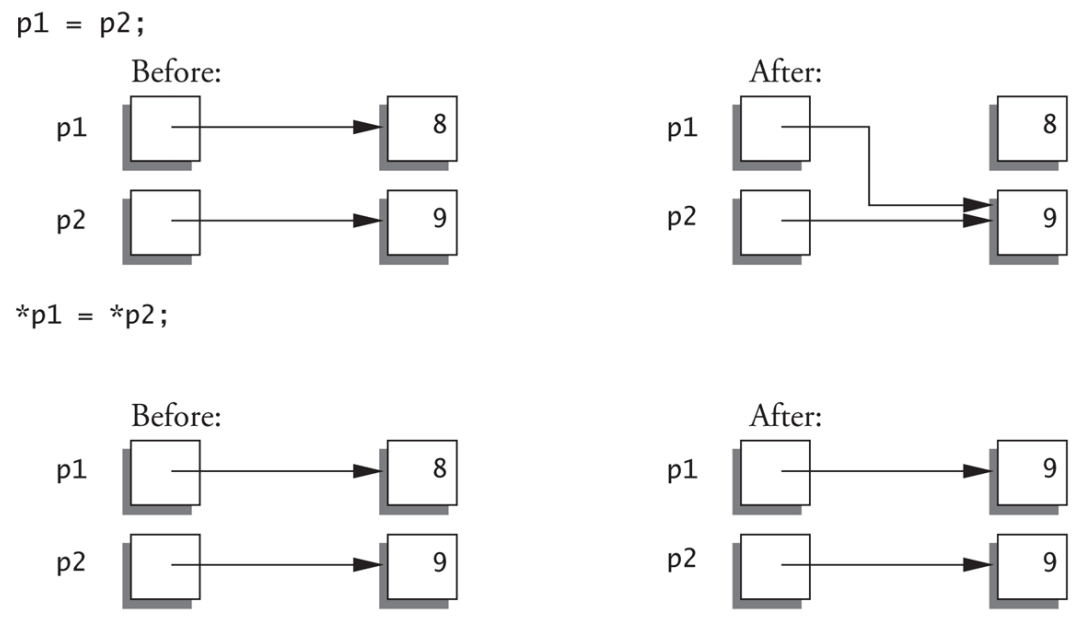 p1 = p2;
Before: After:
p1 8 p1 8
p2 9 p2 9
*p1 = *p2;
Before: After:
p1 8 p1 9
p2 9 p2 9